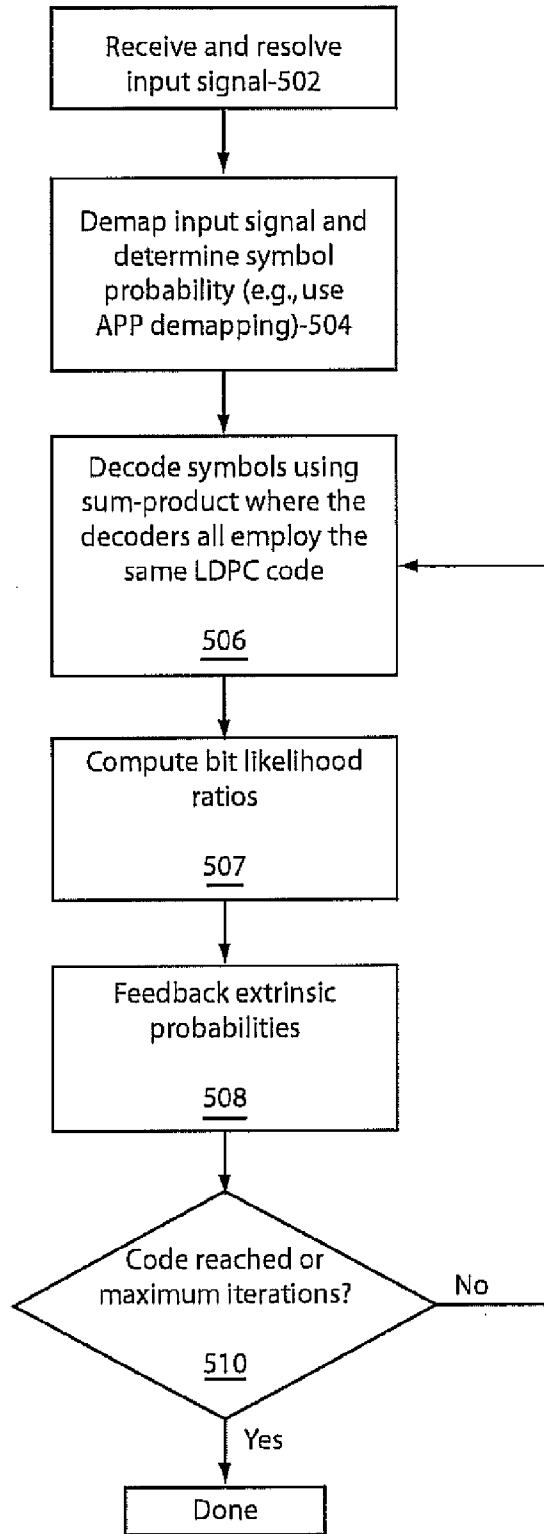 Receive and resolve
input signal-502
Demap input signal and
determine symbol
probability (e.g., use
APP demapping)-504
Decode symbols using
sum-product where the
decoders all employ the
same LDPC code
506
Compute bit likelihood
ratios
507
Feedback extrinsic
probabilities
508
Code reached or
maximum iterations?
510
No
Yes
Done